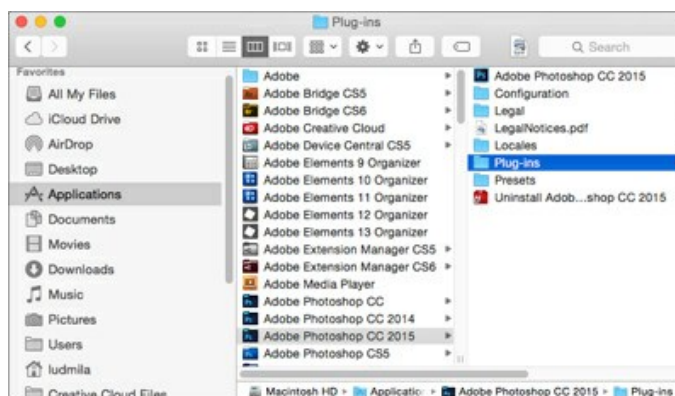 Plug-ins
Search
Favorites
All My Files
iCloud Drive
AirDrop
Desktop
Applications
Documents
Movies
Downloads
Music
Pictures
Users
ludmila
Creative Cloud Files
Adobe
Adobe Bridge CS5
Adobe Bridge CS6
Adobe Creative Cloud
Adobe Device Central CS5
Adobe Elements 9 Organizer
Adobe Elements 10 Organizer
Adobe Elements 11 Organizer
Adobe Elements 12 Organizer
Adobe Elements 13 Organizer
Adobe Extension Manager CS5
Adobe Extension Manager CS6
Adobe Media Player
Adobe Photoshop CC
Adobe Photoshop CC 2014
Adobe Photoshop CC 2015
Adobe Photoshop CS5
Adobe Photoshop CC 2015
Configuration
Legal
LegalNotices.pdf
Locales
Plug-ins
Presets
Uninstall Adob...shop CC 2015
Macintosh HD ▸ Applicatio ▸ Adobe Photoshop CC 2015 ▸ Plug-ins